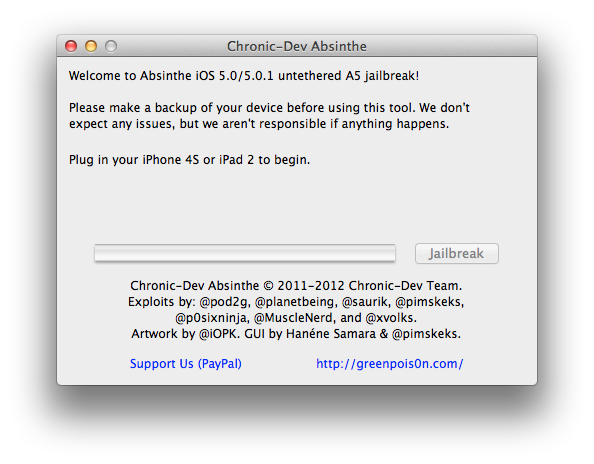 Chronic-Dev Absinthe
Welcome to Absinthe iOS 5.0/5.0.1 untethered A5 jailbreak!
Please make a backup of your device before using this tool. We don't
expect any issues, but we aren't responsible if anything happens.
Plug in your iPhone 4S or iPad 2 to begin.
Jailbreak
Chronic-Dev Absinthe © 2011-2012 Chronic-Dev Team.
Exploits by: @pod2g, @planetbeing, @saurik, @pimskeks,
@p0sixninja, @MuscleNerd, and @xvolks.
Artwork by @iOPK. GUI by Hanéne Samara & @pimskeks.
Support Us (PayPal) http://greenpois0n.com/